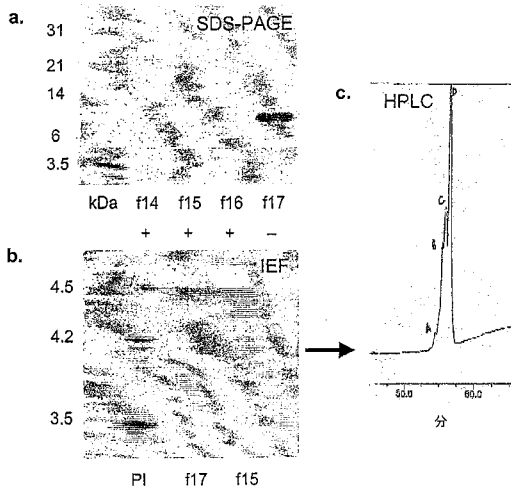 a.
SDS-PAGE
31
21
14
6
3.5
kDa f14 f15 f16 f17
+ + + –
b.
IEF
4.5
4.2
3.5
PI f17 f15
c.
HPLC
P
C
B
A
50.0 60.0
分